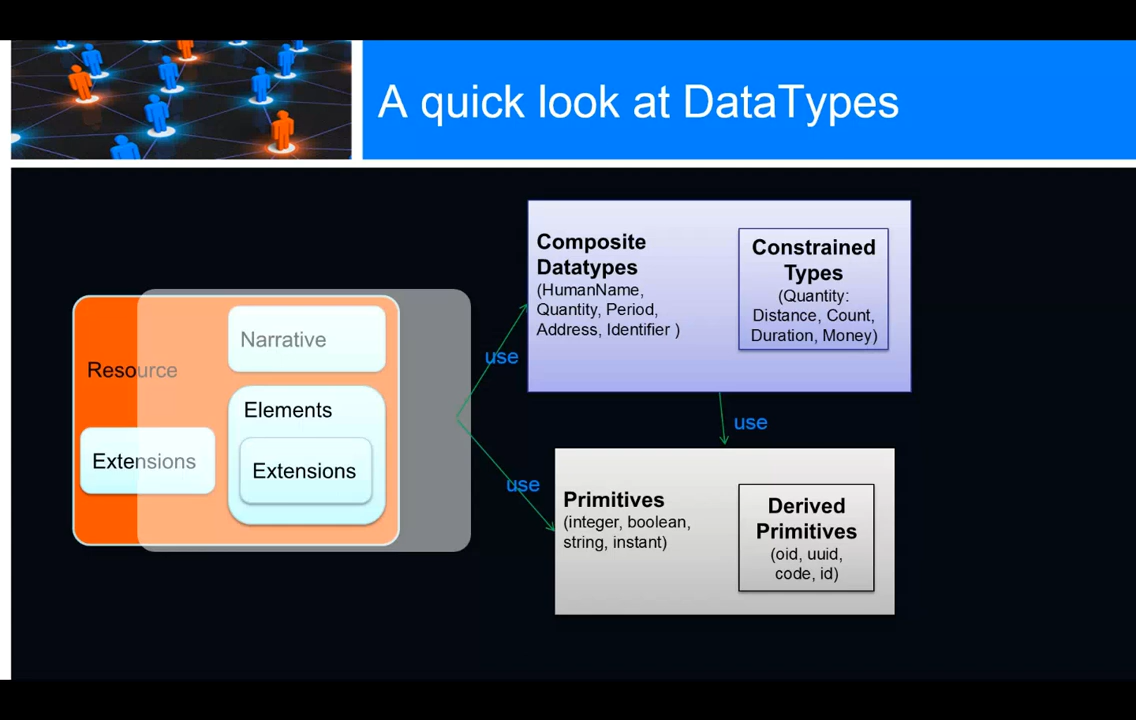 A quick look at DataTypes
Resource
Narrative
Elements
Extensions
Extensions
use
use
Composite
Datatypes
(HumanName,
Quantity, Period,
Address, Identifier )
Constrained
Types
(Quantity:
Distance, Count,
Duration, Money)
use
Primitives
(integer, boolean,
string, instant)
Derived
Primitives
(oid, uuid,
code, id)